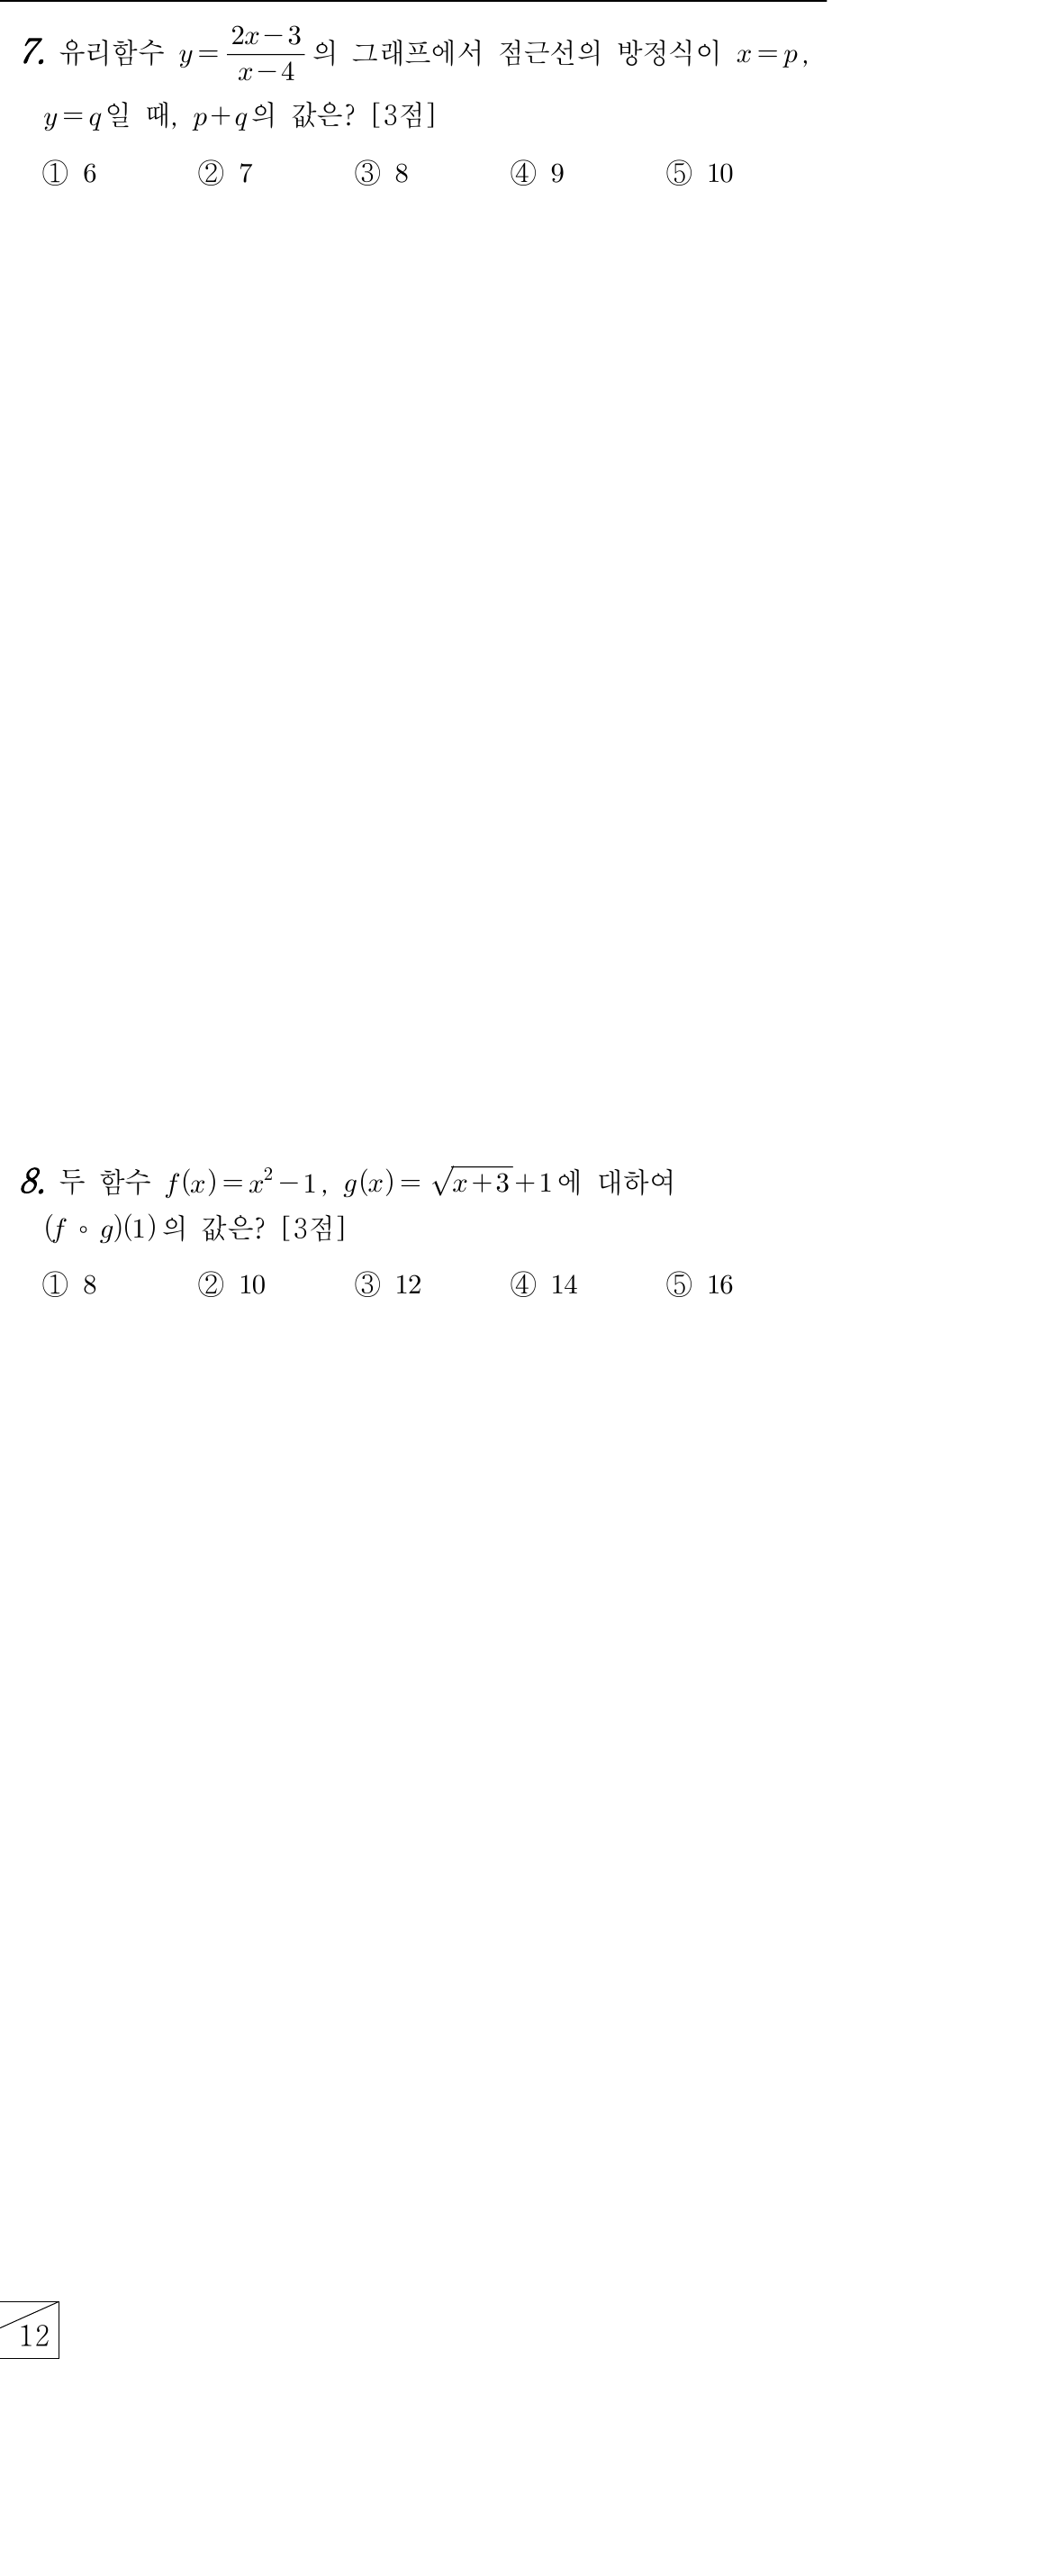 7. 유리함수 y = \frac{2x-3}{x-4} 의 그래프에서 점근선의 방정식이 x=p,
y=q일 때, p+q의 값은? [3점]
① 6 ② 7 ③ 8 ④ 9 ⑤ 10
8. 두 함수 f(x)=x²-1, g(x)=√(x+3)+1에 대하여
(f∘g)(1)의 값은? [3점]
① 8 ② 10 ③ 12 ④ 14 ⑤ 16
12